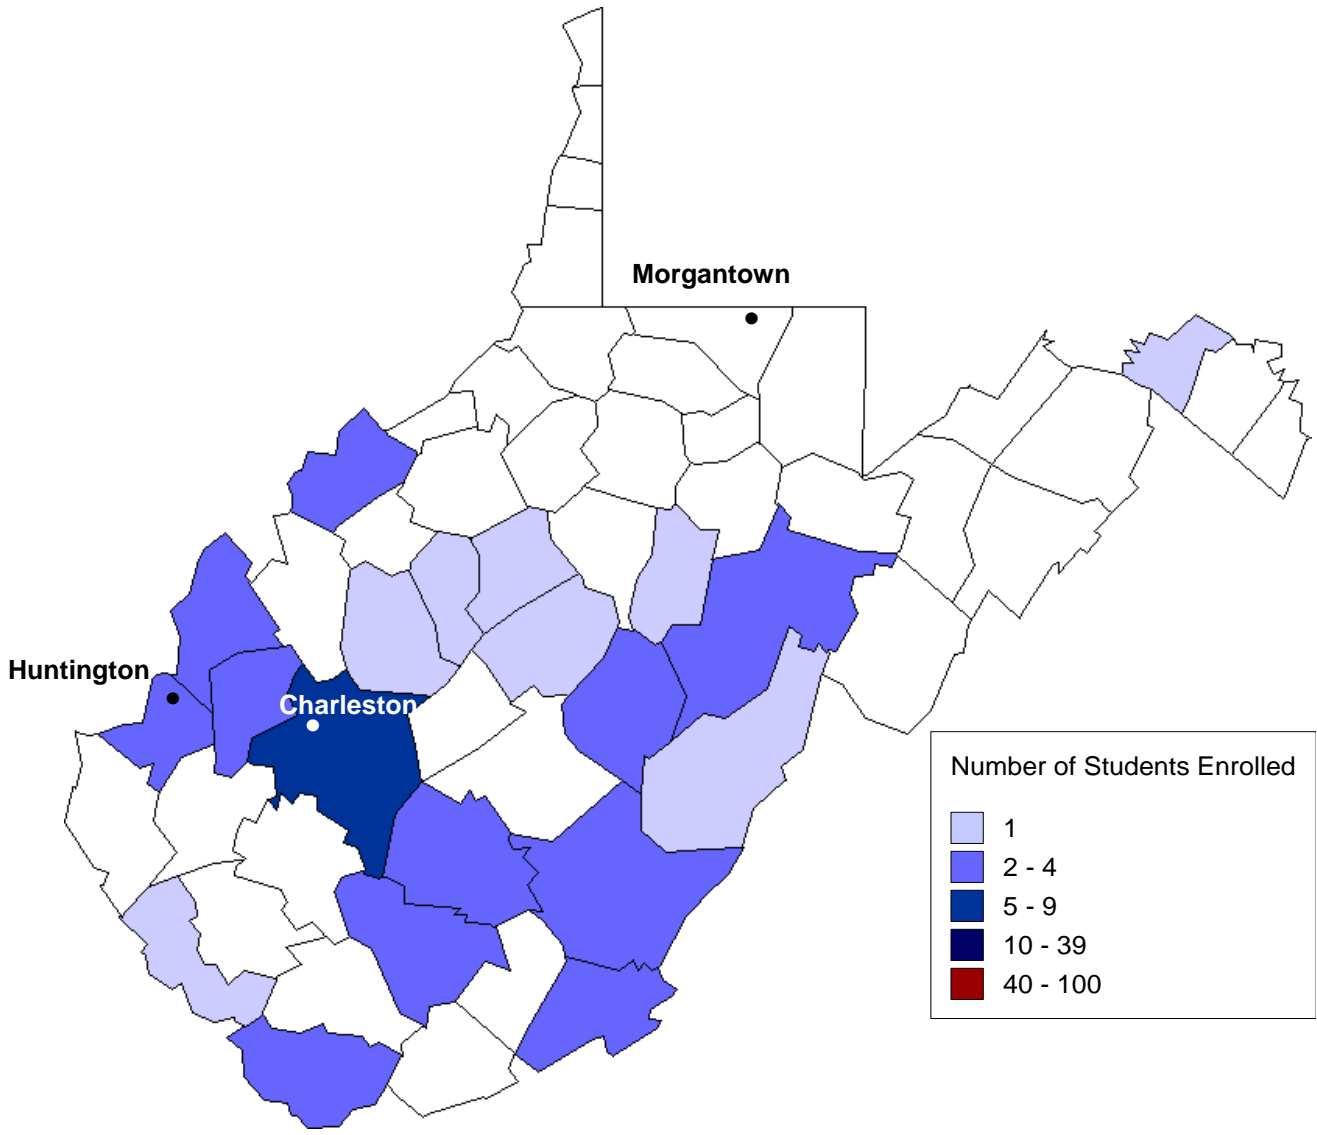 Morgantown
Huntington
Charleston
Number of Students Enrolled
1
2 - 4
5 - 9
10 - 39
40 - 100